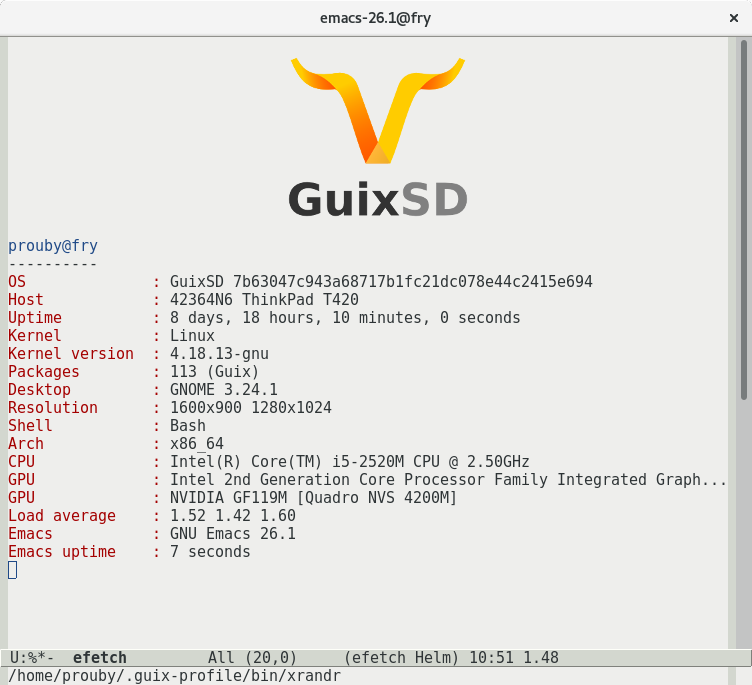 emacs-26.1@fry ×
GuixSD
prouby@fry
----------
OS : GuixSD 7b63047c943a68717b1fc21dc078e44c2415e694
Host : 42364N6 ThinkPad T420
Uptime : 8 days, 18 hours, 10 minutes, 0 seconds
Kernel : Linux
Kernel version : 4.18.13-gnu
Packages : 113 (Guix)
Desktop : GNOME 3.24.1
Resolution : 1600x900 1280x1024
Shell : Bash
Arch : x86_64
CPU : Intel(R) Core(TM) i5-2520M CPU @ 2.50GHz
GPU : Intel 2nd Generation Core Processor Family Integrated Graph...
GPU : NVIDIA GF119M [Quadro NVS 4200M]
Load average : 1.52 1.42 1.60
Emacs : GNU Emacs 26.1
Emacs uptime : 7 seconds
U:%*- efetch All (20,0) (efetch Helm) 10:51 1.48
/home/prouby/.guix-profile/bin/xrandr